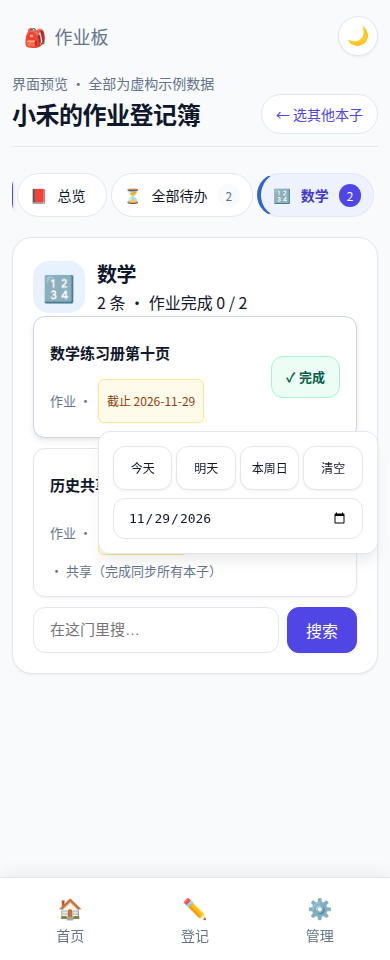 作业板
界面预览 · 全部为虚构示例数据
小禾的作业登记簿
← 选其他本子
总览
全部待办 2
数学 2
数学
2 条 · 作业完成 0 / 2
数学练习册第十页
作业 ·
截止 2026-11-29
✓ 完成
历史共
作业 ·
今天
明天
本周日
清空
11/29/2026
· 共享（完成同步所有本子）
在这门里搜…
搜索
首页
登记
管理